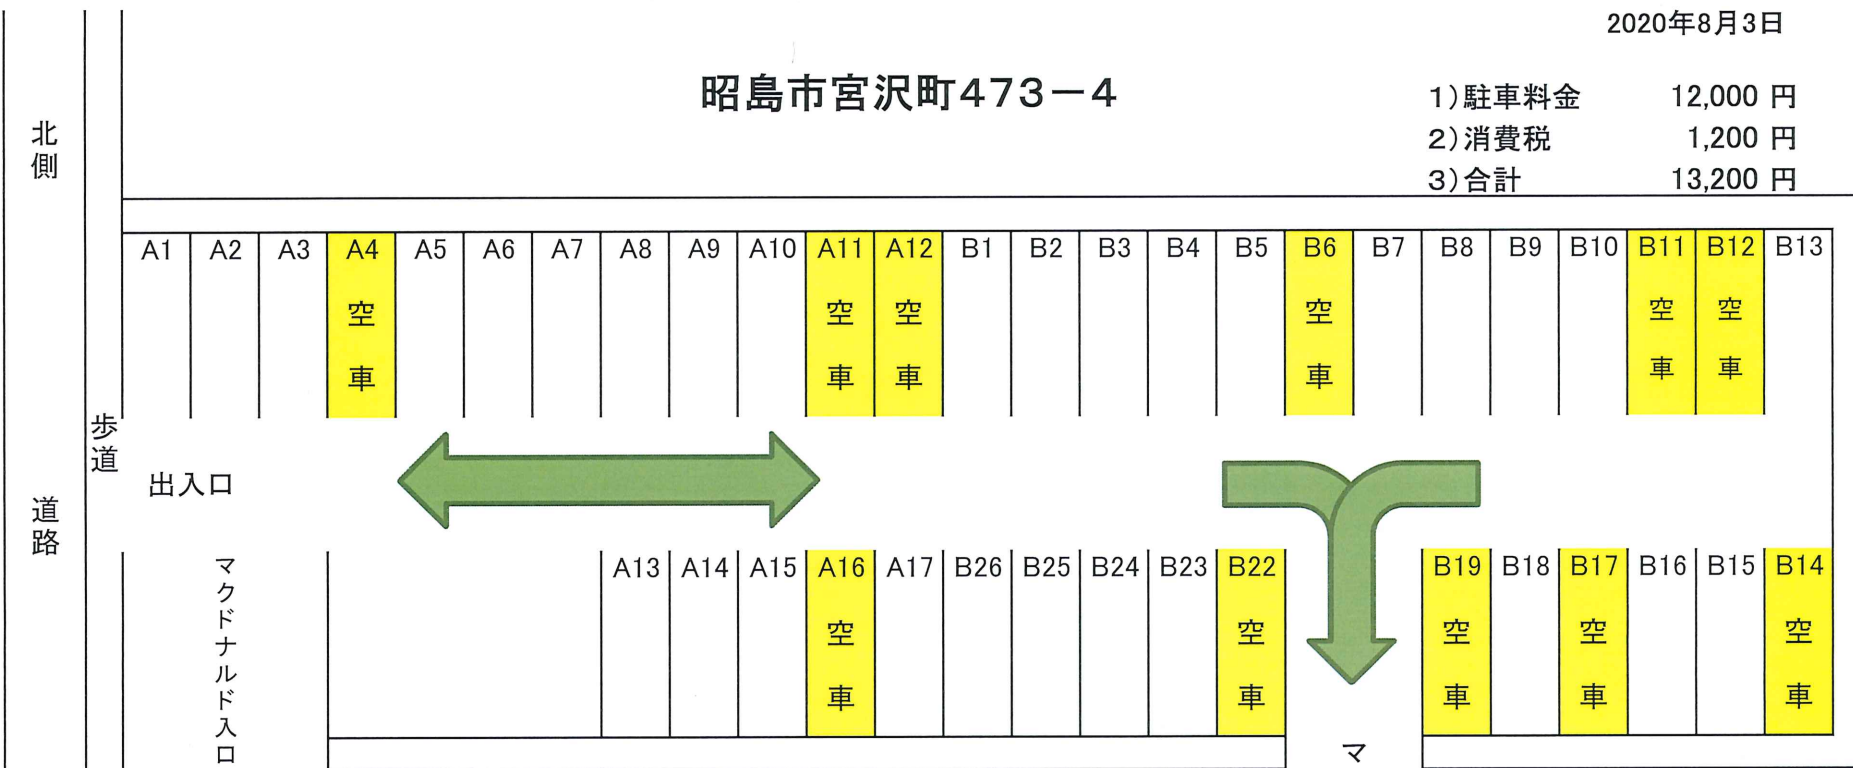 2020年8月3日
昭島市宮沢町473-4
1)駐車料金 12,000 円
2)消費税 1,200 円
3)合計 13,200 円
北側
道路
歩道
A1 A2 A3 A4 A5 A6 A7 A8 A9 A10 A11 A12 B1 B2 B3 B4 B5 B6 B7 B8 B9 B10 B11 B12 B13
空車 空車 空車 空車 空車 空車
出入口
マクドナルド入口
A13 A14 A15 A16 A17 B26 B25 B24 B23 B22 B19 B18 B17 B16 B15 B14
空車 空車 空車 空車 空車
マ